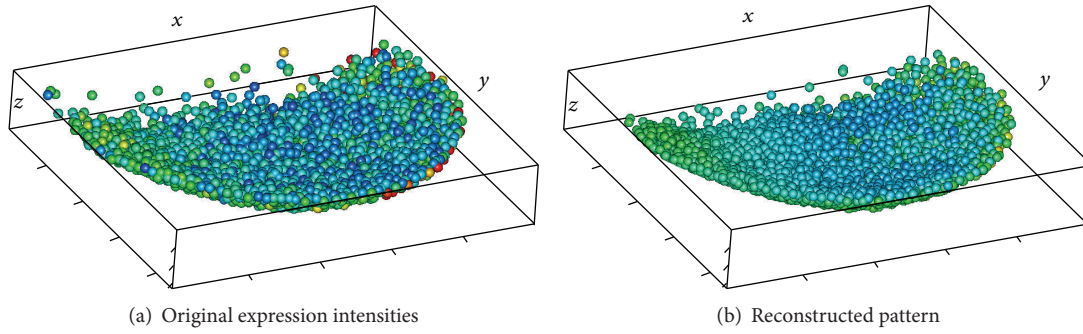 x
y
z
x
y
z
(a) Original expression intensities
(b) Reconstructed pattern